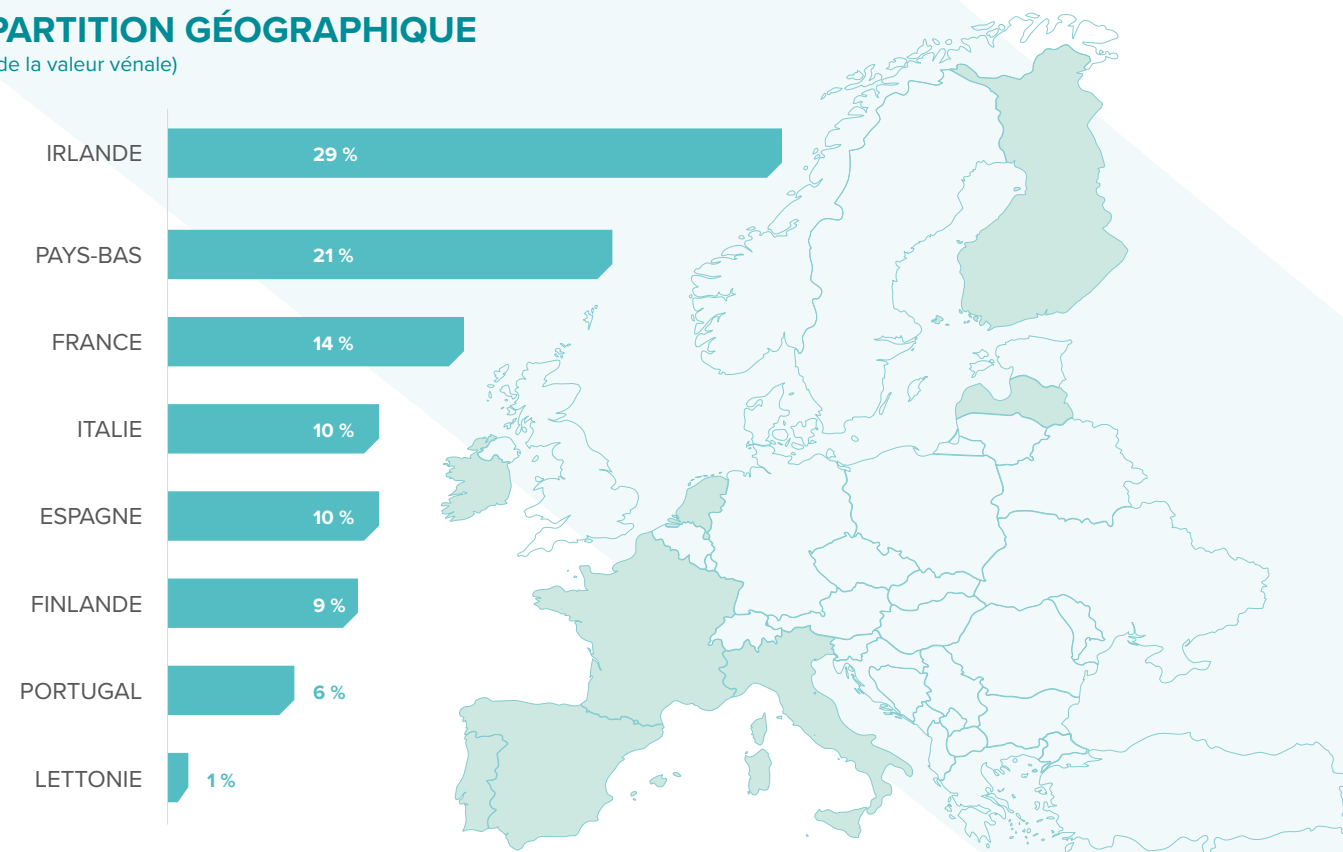 PARTITION GÉOGRAPHIQUE
de la valeur vénale)
IRLANDE 29 %
PAYS-BAS 21 %
FRANCE 14 %
ITALIE 10 %
ESPAGNE 10 %
FINLANDE 9 %
PORTUGAL 6 %
LETTONIE 1 %